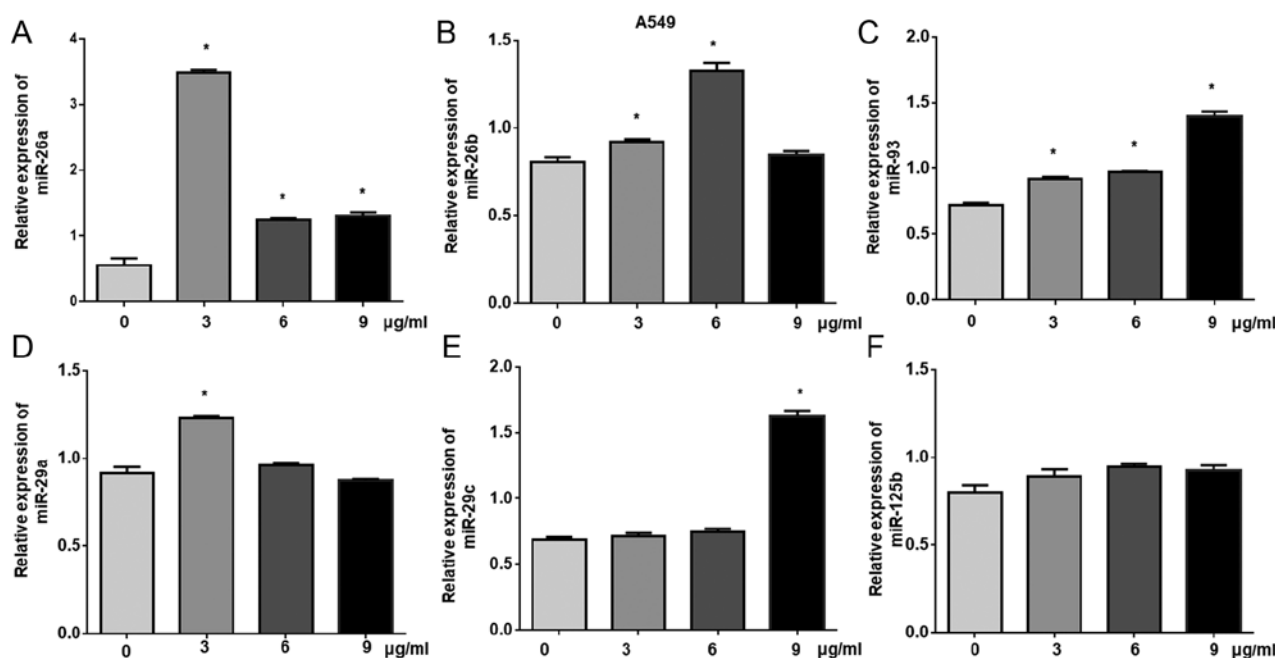 A549
A
Relative expression of
miR-26a
4
3
2
1
0
*
*
*
0 3 6 9 µg/ml
B
Relative expression of
miR-26b
1.5
1.0
0.5
0.0
*
*
0 3 6 9 µg/ml
C
Relative expression of
miR-93
2.0
1.5
1.0
0.5
0.0
*
*
*
0 3 6 9 µg/ml
D
Relative expression of
miR-29a
1.5
1.0
0.5
0.0
*
0 3 6 9 µg/ml
E
Relative expression of
miR-29c
2.0
1.5
1.0
0.5
0.0
*
0 3 6 9 µg/ml
F
Relative expression of
miR-125b
1.5
1.0
0.5
0.0
0 3 6 9 µg/ml